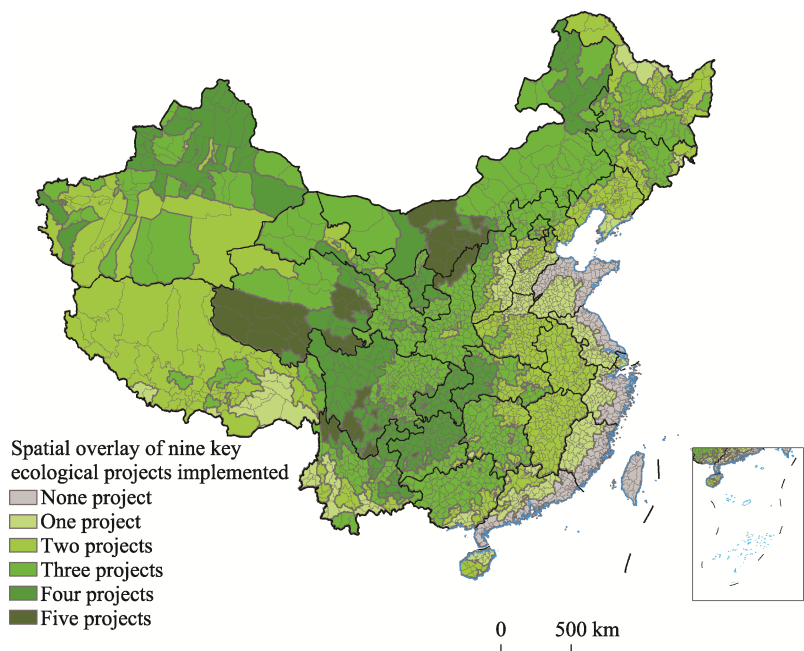 Spatial overlay of nine key
ecological projects implemented
None project
One project
Two projects
Three projects
Four projects
Five projects
0 500 km